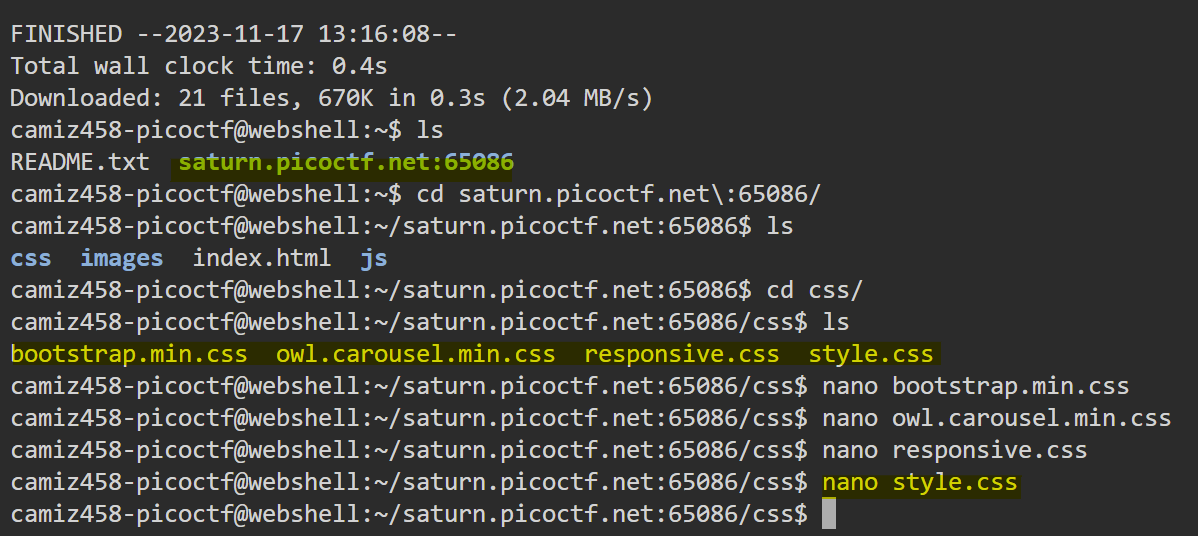 FINISHED --2023-11-17 13:16:08--
Total wall clock time: 0.4s
Downloaded: 21 files, 670K in 0.3s (2.04 MB/s)
camiz458-picoctf@webshell:~$ ls
README.txt  saturn.picoctf.net:65086
camiz458-picoctf@webshell:~$ cd saturn.picoctf.net\:65086/
camiz458-picoctf@webshell:~/saturn.picoctf.net:65086$ ls
css  images  index.html  js
camiz458-picoctf@webshell:~/saturn.picoctf.net:65086$ cd css/
camiz458-picoctf@webshell:~/saturn.picoctf.net:65086/css$ ls
bootstrap.min.css  owl.carousel.min.css  responsive.css  style.css
camiz458-picoctf@webshell:~/saturn.picoctf.net:65086/css$ nano bootstrap.min.css
camiz458-picoctf@webshell:~/saturn.picoctf.net:65086/css$ nano owl.carousel.min.css
camiz458-picoctf@webshell:~/saturn.picoctf.net:65086/css$ nano responsive.css
camiz458-picoctf@webshell:~/saturn.picoctf.net:65086/css$ nano style.css
camiz458-picoctf@webshell:~/saturn.picoctf.net:65086/css$